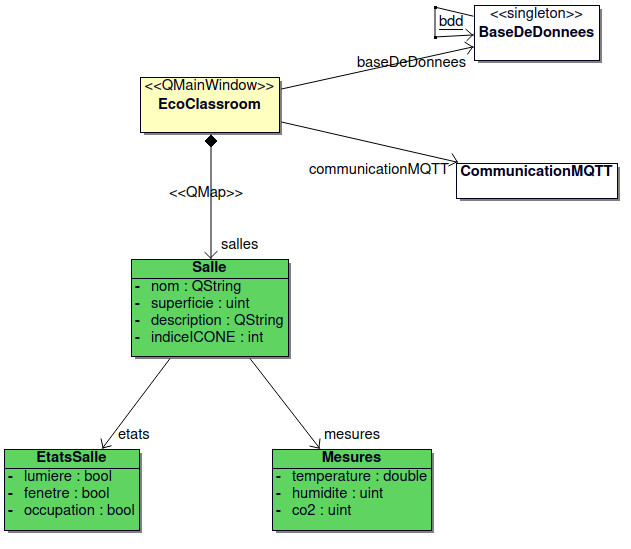 bdd
<<singleton>>
BaseDeDonnees
baseDeDonnees
<<QMainWindow>>
EcoClassroom
communicationMQTT
CommunicationMQTT
<<QMap>>
salles
Salle
- nom : QString
- superficie : uint
- description : QString
- indiceICONE : int
etats
mesures
EtatsSalle
- lumiere : bool
- fenetre : bool
- occupation : bool
Mesures
- temperature : double
- humidite : uint
- co2 : uint